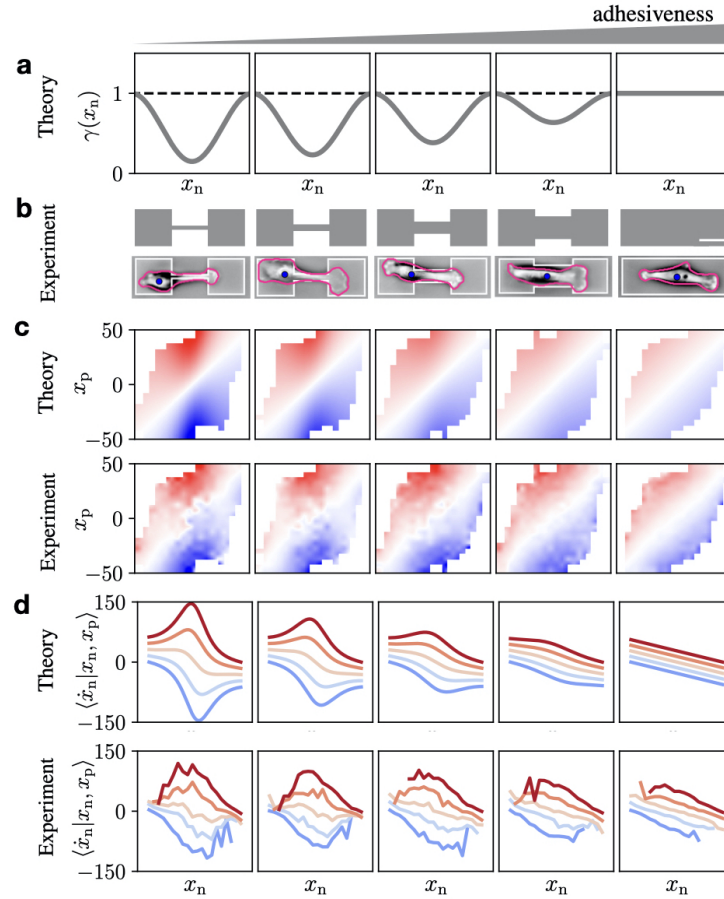 adhesiveness
a
Theory
γ(xₙ)
1
0
xₙ xₙ xₙ xₙ xₙ
b
Experiment
c
Theory
xₚ
50
0
−50
Experiment
xₚ
50
0
−50
d
Theory
⟨ẋₙ|xₙ, xₚ⟩
150
0
−150
Experiment
⟨ẋₙ|xₙ, xₚ⟩
150
0
−150
xₙ xₙ xₙ xₙ xₙ